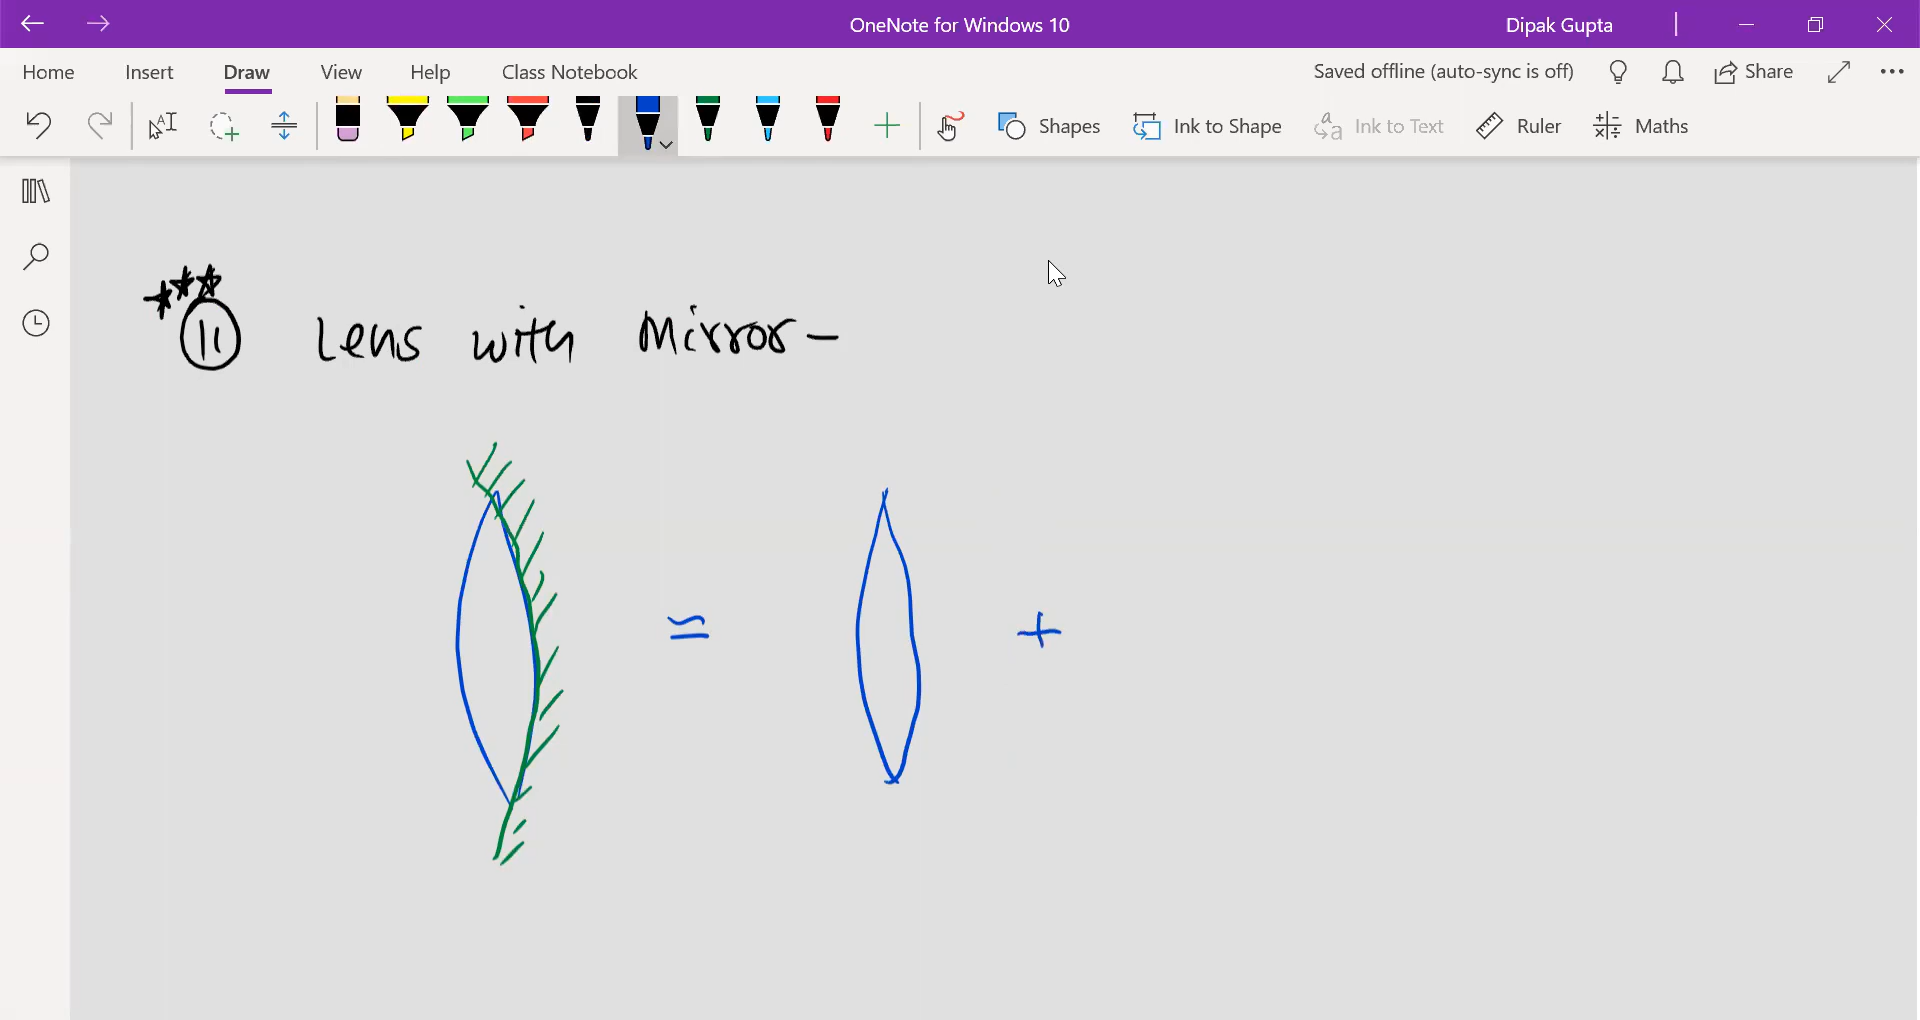 OneNote for Windows 10
Dipak Gupta
Home Insert Draw View Help Class Notebook
Saved offline (auto-sync is off) Share
Shapes Ink to Shape Ink to Text Ruler Maths
11 Lens with Mirror -
≃ +